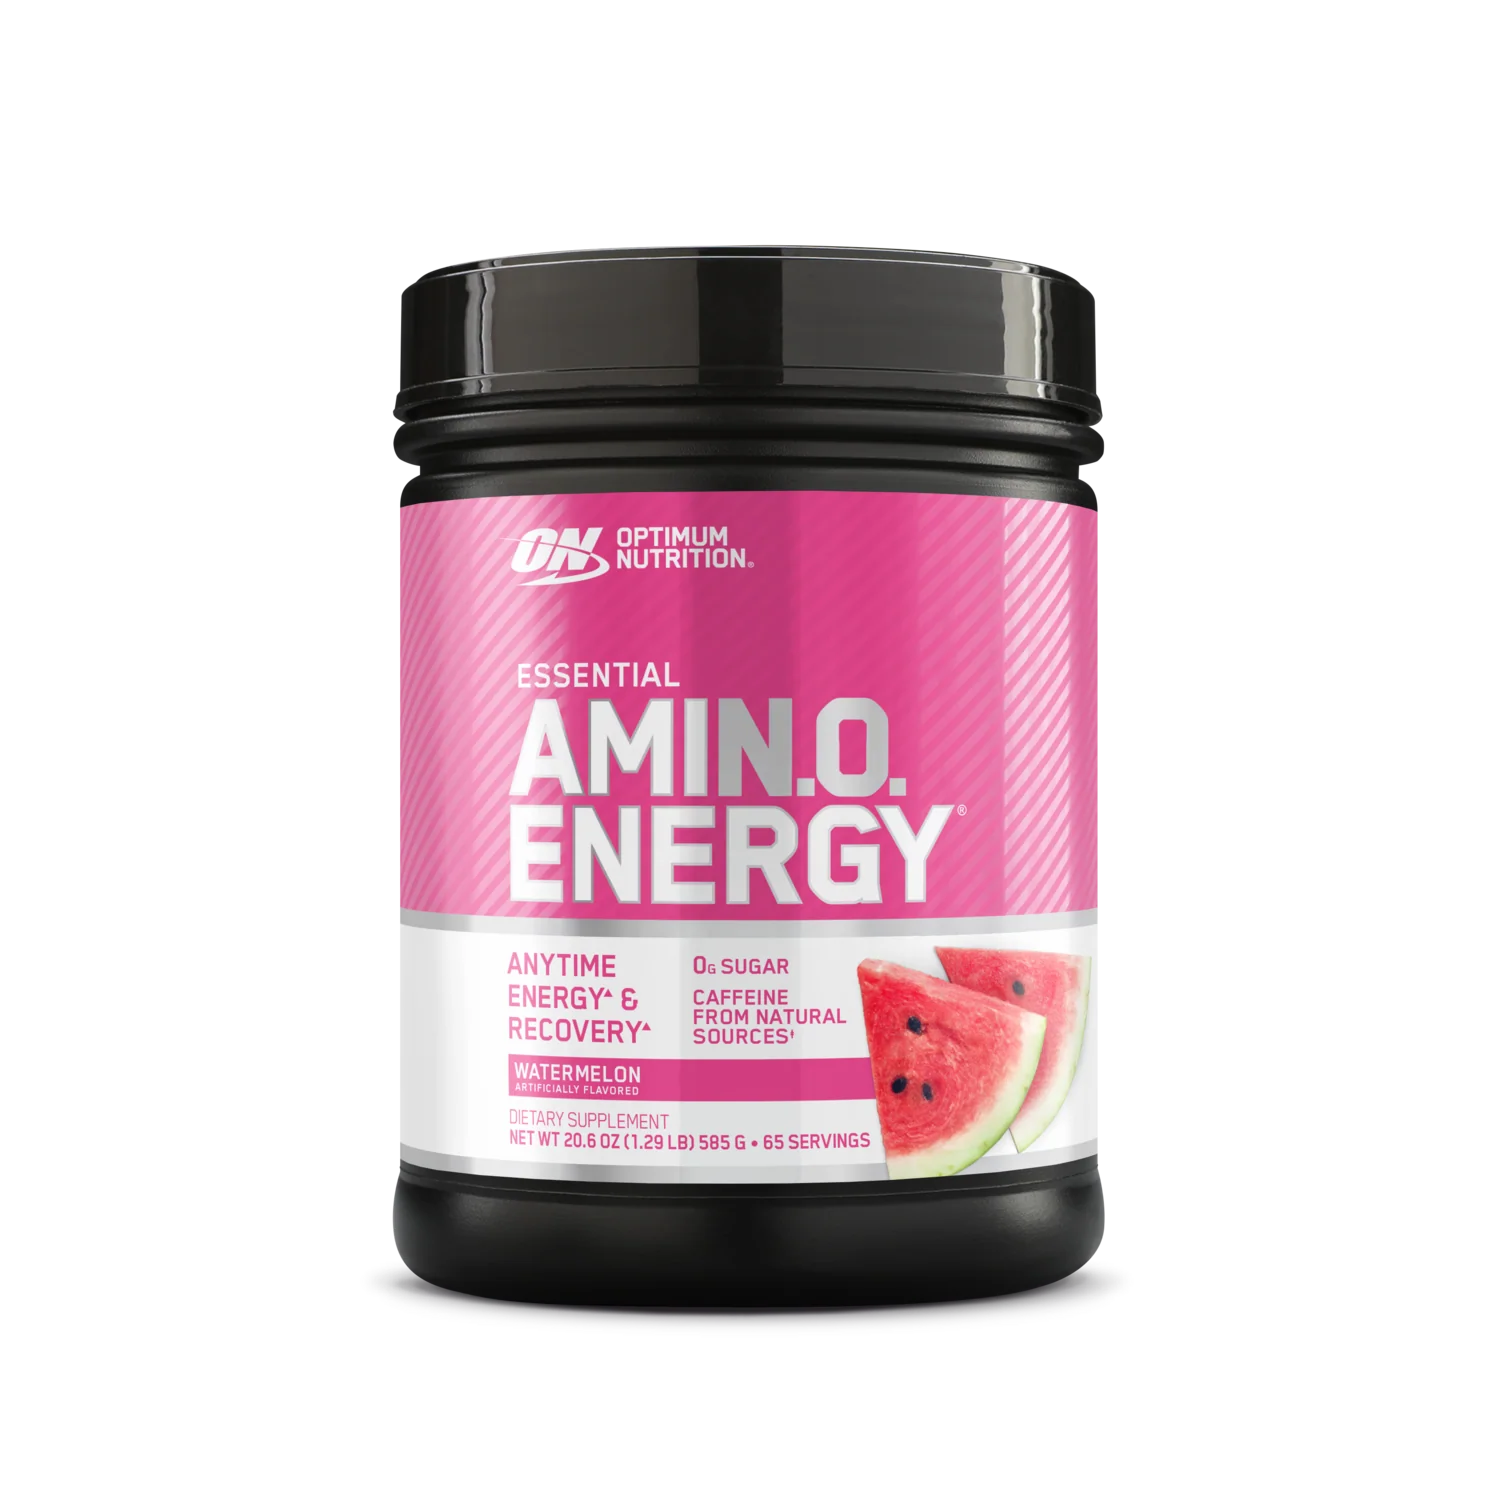 ON OPTIMUM
NUTRITION®
ESSENTIAL
AMIN.O.
ENERGY®
ANYTIME
ENERGY▲ &
RECOVERY▲
0G SUGAR
CAFFEINE
FROM NATURAL
SOURCES†
WATERMELON
ARTIFICIALLY FLAVORED
DIETARY SUPPLEMENT
NET WT 20.6 OZ (1.29 LB) 585 G • 65 SERVINGS